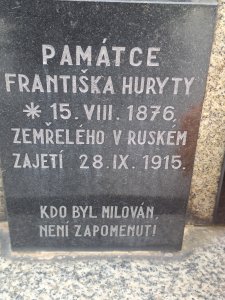 PAMÁTCE
FRANTIŠKA HURYTY
* 15. VIII. 1876,
ZEMŘELÉHO V RUSKÉM
ZAJETÍ 28. IX. 1915.
KDO BYL MILOVÁN,
NENÍ ZAPOMENUT!